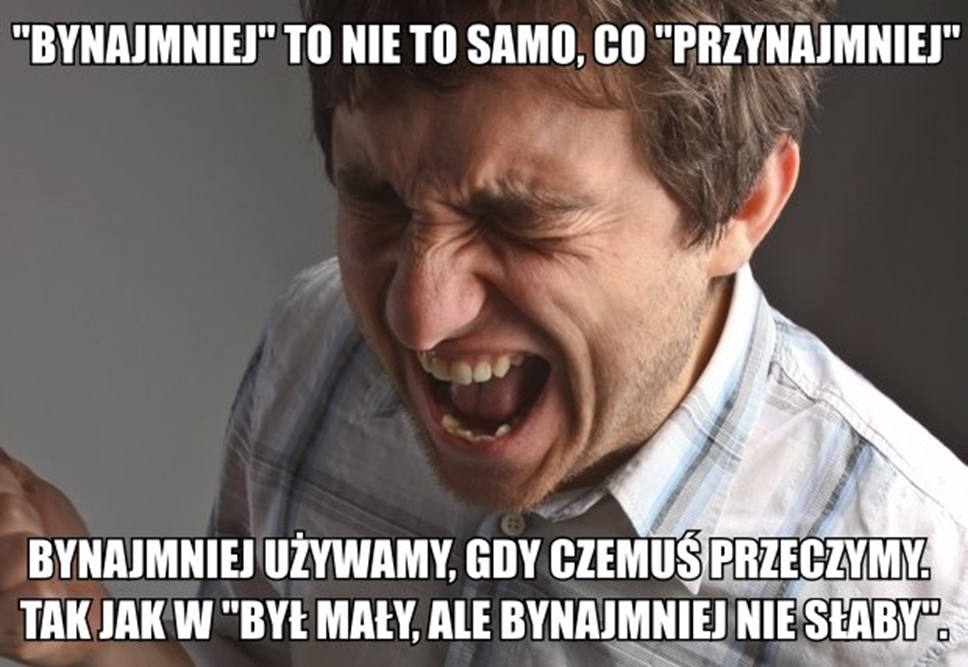 "BYNAJMNIEJ" TO NIE TO SAMO, CO "PRZYNAJMNIEJ"
BYNAJMNIEJ UŻYWAMY, GDY CZEMUŚ PRZECZYMY.
TAK JAK W "BYŁ MAŁY, ALE BYNAJMNIEJ NIE SŁABY".